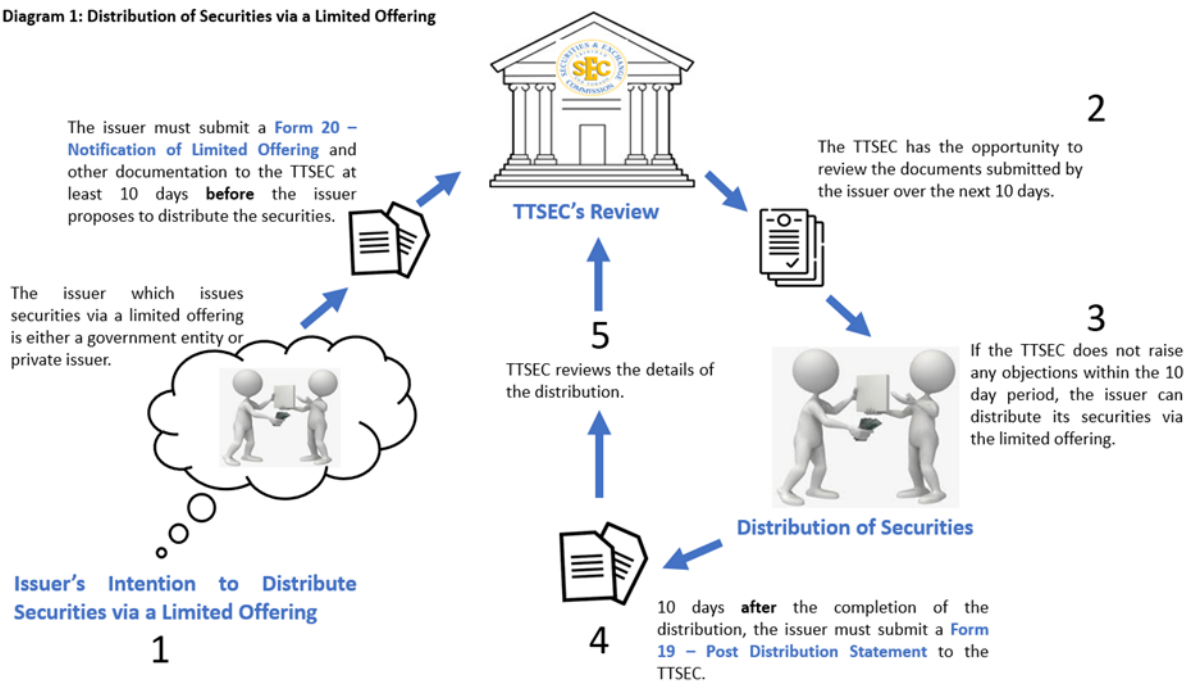 Diagram 1: Distribution of Securities via a Limited Offering
SECURITIES & EXCHANGE
SEC
COMMISSION
The issuer must submit a Form 20 –
Notification of Limited Offering and
other documentation to the TTSEC at
least 10 days before the issuer
proposes to distribute the securities.
TTSEC's Review
2
The TTSEC has the opportunity to
review the documents submitted by
the issuer over the next 10 days.
The issuer which issues
securities via a limited offering
is either a government entity or
private issuer.
Issuer's Intention to Distribute
Securities via a Limited Offering
1
3
If the TTSEC does not raise
any objections within the 10
day period, the issuer can
distribute its securities via
the limited offering.
Distribution of Securities
4
10 days after the completion of the
distribution, the issuer must submit a Form
19 – Post Distribution Statement to the
TTSEC.
5
TTSEC reviews the details of
the distribution.